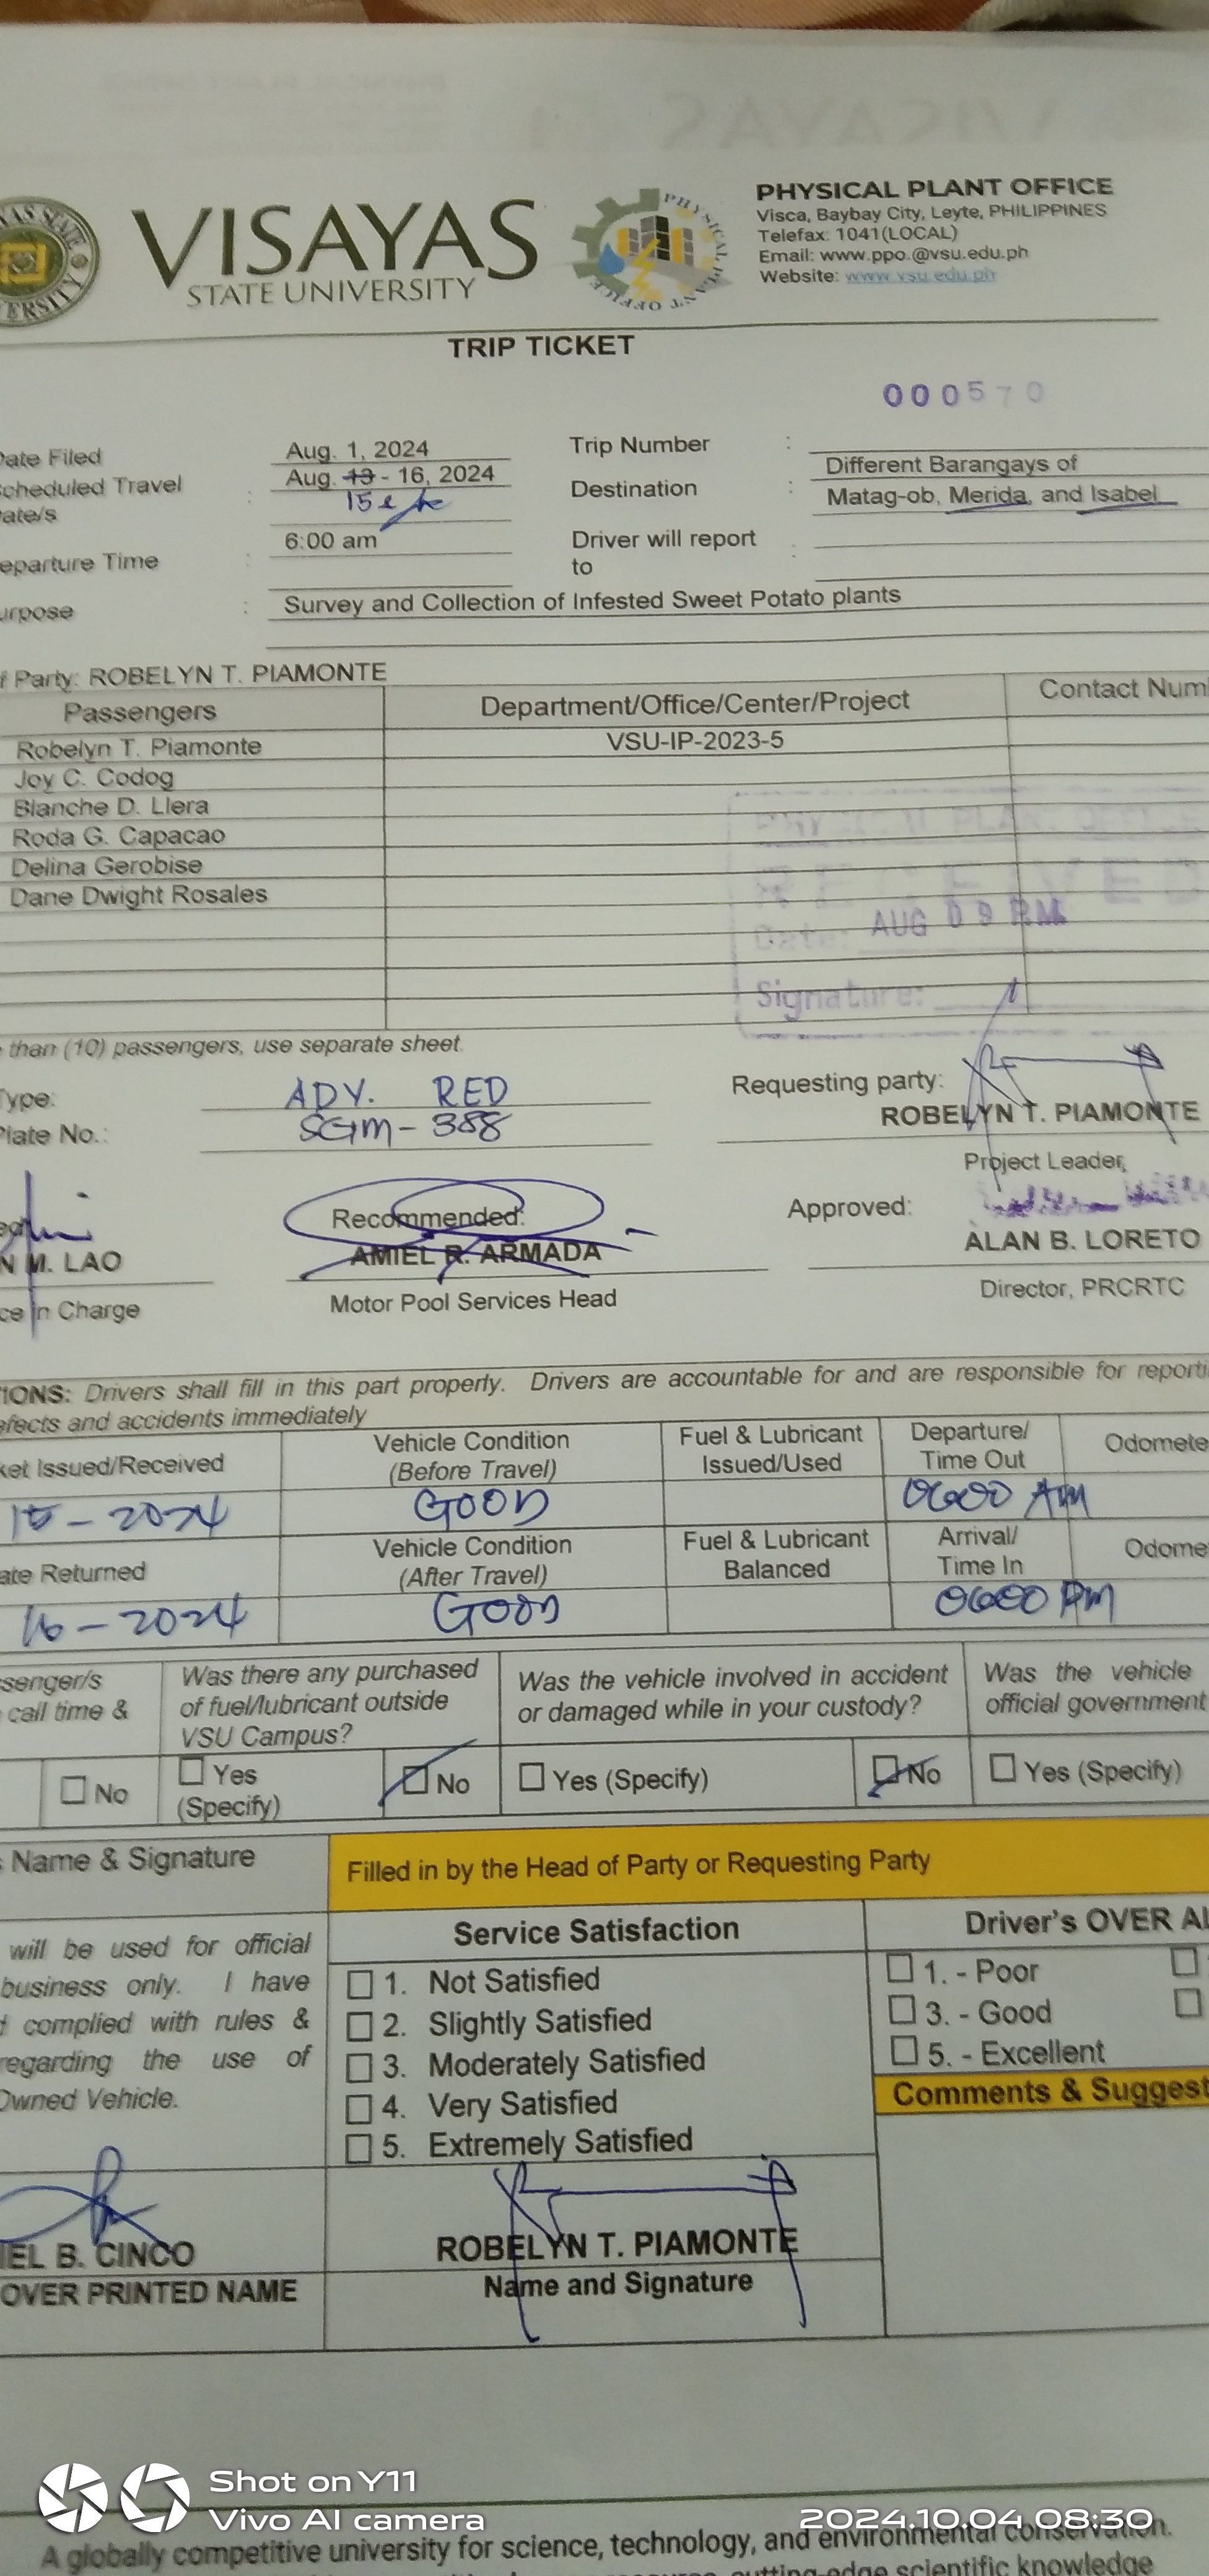 VISAYAS
STATE UNIVERSITY
PHYSICAL PLANT OFFICE
PHYSICAL PLANT OFFICE
Visca, Baybay City, Leyte, PHILIPPINES
Telefax: 1041(LOCAL)
Email: www.ppo.@vsu.edu.ph
Website: www.vsu.edu.ph
TRIP TICKET
000570
Date Filed Aug. 1, 2024 Trip Number :
Scheduled Travel Date/s : Aug. 13 - 16, 2024 Destination : Different Barangays of
15 Matag-ob, Merida, and Isabel
Departure Time : 6:00 am Driver will report to :
urpose : Survey and Collection of Infested Sweet Potato plants
f Party: ROBELYN T. PIAMONTE
Passengers Department/Office/Center/Project Contact Num
Robelyn T. Piamonte VSU-IP-2023-5
Joy C. Codog
Blanche D. Llera
Roda G. Capacao
Delina Gerobise
Dane Dwight Rosales
PHYSICAL PLANT OFFICE
RECEIVED
Date: AUG 09 P.M.
Signature:
than (10) passengers, use separate sheet.
Type: ADV. RED
Plate No.: SGM-388
Requesting party:
ROBELYN T. PIAMONTE
Project Leader,
Recommended: Approved:
N M. LAO AMIEL R. ARMADA ALAN B. LORETO
ce In Charge Motor Pool Services Head Director, PRCRTC
IONS: Drivers shall fill in this part properly. Drivers are accountable for and are responsible for reporti
efects and accidents immediately
ket Issued/Received Vehicle Condition (Before Travel) Fuel & Lubricant Issued/Used Departure/ Time Out Odomete
15-2024 GOOD 0600 AM
ate Returned Vehicle Condition (After Travel) Fuel & Lubricant Balanced Arrival/ Time In Odome
16-2024 GOOD 0600 PM
ssenger/s Was there any purchased Was the vehicle involved in accident Was the vehicle
call time & of fuel/lubricant outside or damaged while in your custody? official government
VSU Campus?
No Yes (Specify) No Yes (Specify) No Yes (Specify)
Name & Signature Filled in by the Head of Party or Requesting Party
Service Satisfaction Driver's OVER AL
will be used for official
business only. I have
d complied with rules &
regarding the use of
Owned Vehicle.
1. Not Satisfied
2. Slightly Satisfied
3. Moderately Satisfied
4. Very Satisfied
5. Extremely Satisfied
1. - Poor
3. - Good
5. - Excellent
Comments & Suggest
IEL B. CINCO ROBELYN T. PIAMONTE
OVER PRINTED NAME Name and Signature
Shot on Y11
Vivo AI camera
2024.10.04 08:30
A globally competitive university for science, technology, and environmental conservation.
cutting-edge scientific knowledge